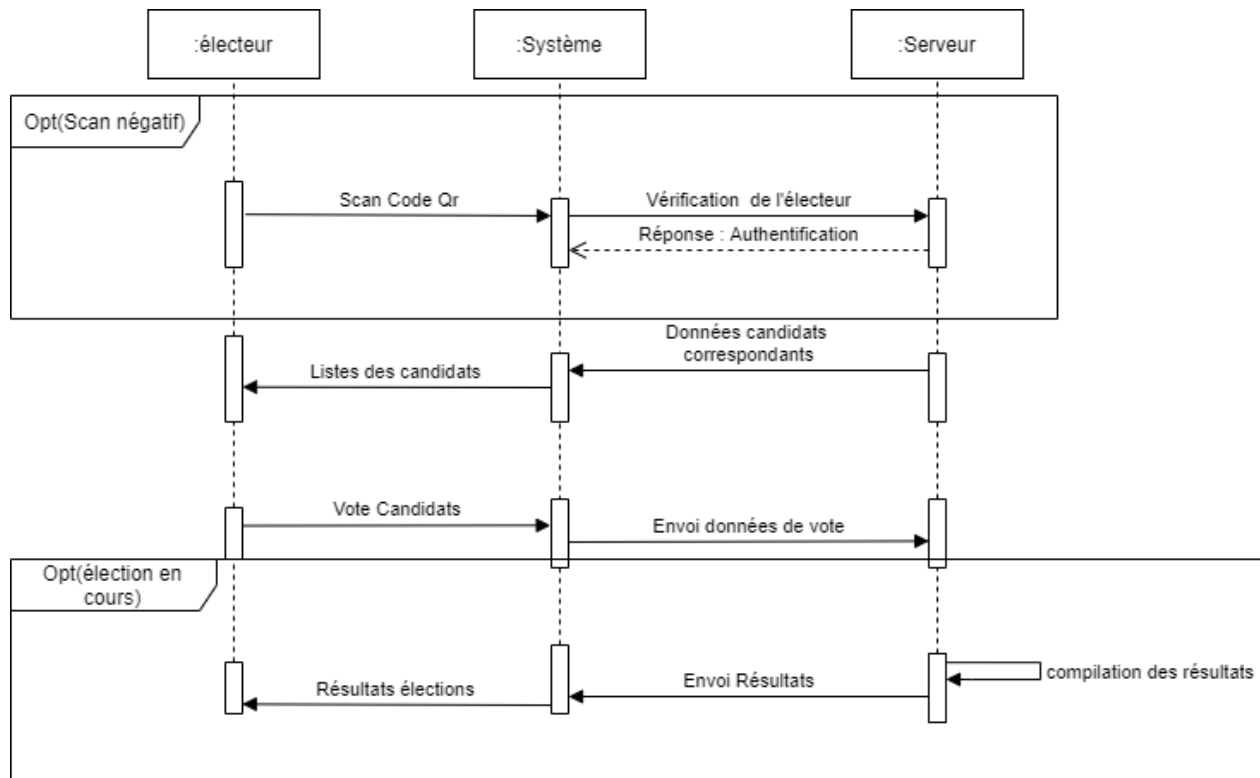 :électeur
:Système
:Serveur
Opt(Scan négatif)
Scan Code Qr
Vérification de l'électeur
Réponse : Authentification
Données candidats
correspondants
Listes des candidats
Vote Candidats
Envoi données de vote
Opt(élection en
cours)
compilation des résultats
Envoi Résultats
Résultats élections